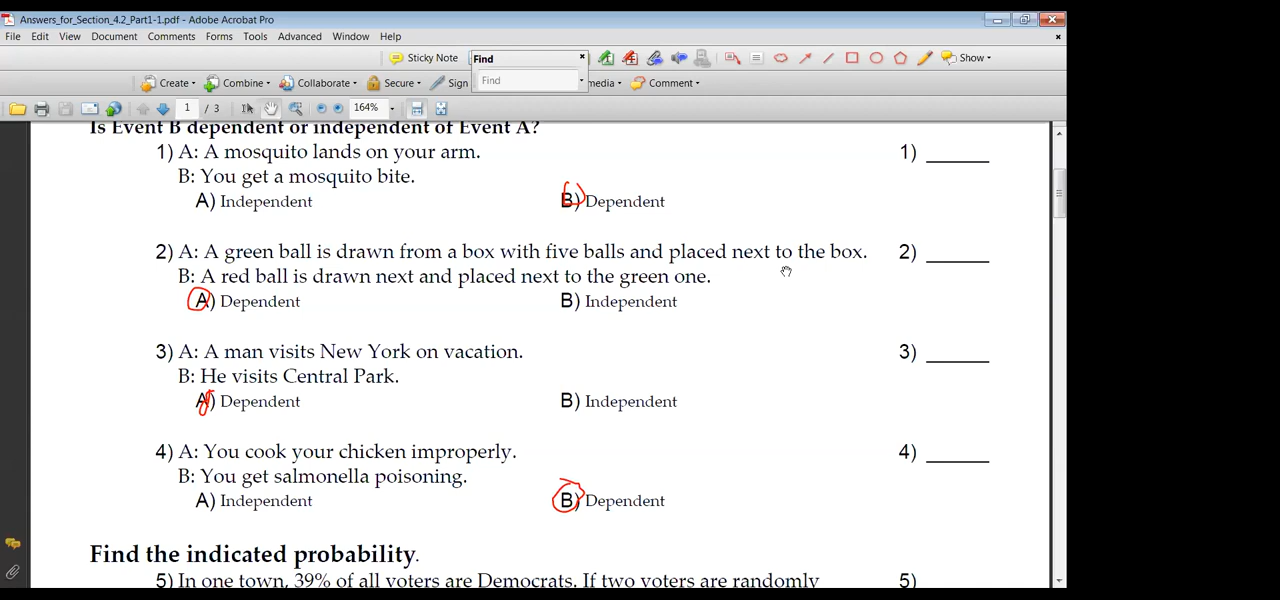 Answers_for_Section_4.2_Part1-1.pdf - Adobe Acrobat Pro
File Edit View Document Comments Forms Tools Advanced Window Help
Sticky Note Find Show
Create Combine Collaborate Secure Sign Find media Comment
1 / 3 164%
Is Event B dependent or independent of Event A?
1) A: A mosquito lands on your arm. 1) ______
B: You get a mosquito bite.
A) Independent B) Dependent
2) A: A green ball is drawn from a box with five balls and placed next to the box. 2) ______
B: A red ball is drawn next and placed next to the green one.
A) Dependent B) Independent
3) A: A man visits New York on vacation. 3) ______
B: He visits Central Park.
A) Dependent B) Independent
4) A: You cook your chicken improperly. 4) ______
B: You get salmonella poisoning.
A) Independent B) Dependent
Find the indicated probability.
5) In one town, 39% of all voters are Democrats. If two voters are randomly 5)